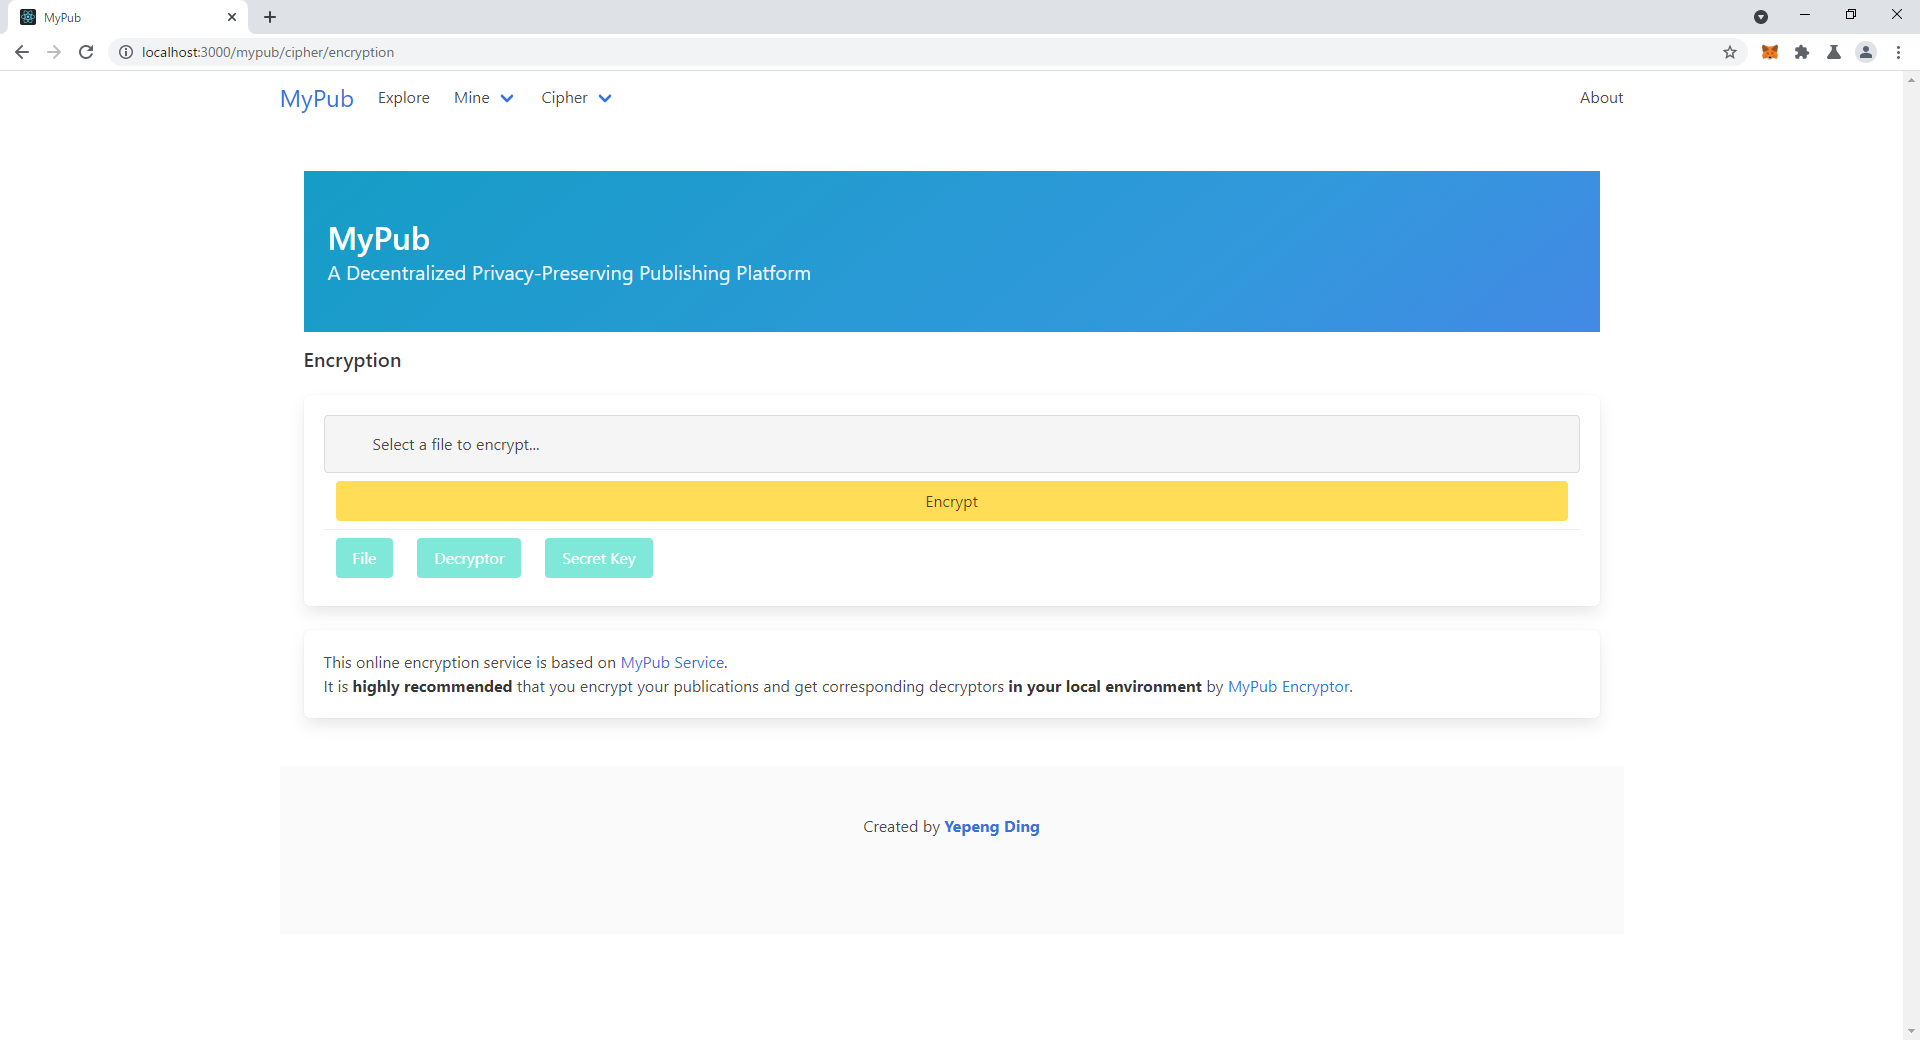 MyPub
localhost:3000/mypub/cipher/encryption
MyPub Explore Mine Cipher About
MyPub
A Decentralized Privacy-Preserving Publishing Platform
Encryption
Select a file to encrypt...
Encrypt
File Decryptor Secret Key
This online encryption service is based on MyPub Service.
It is highly recommended that you encrypt your publications and get corresponding decryptors in your local environment by MyPub Encryptor.
Created by Yepeng Ding